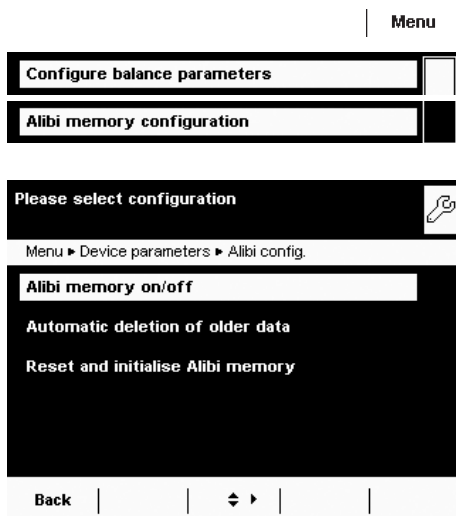 Menu
Configure balance parameters
Alibi memory configuration
Please select configuration
Menu ▸ Device parameters ▸ Alibi config.
Alibi memory on/off
Automatic deletion of older data
Reset and initialise Alibi memory
Back